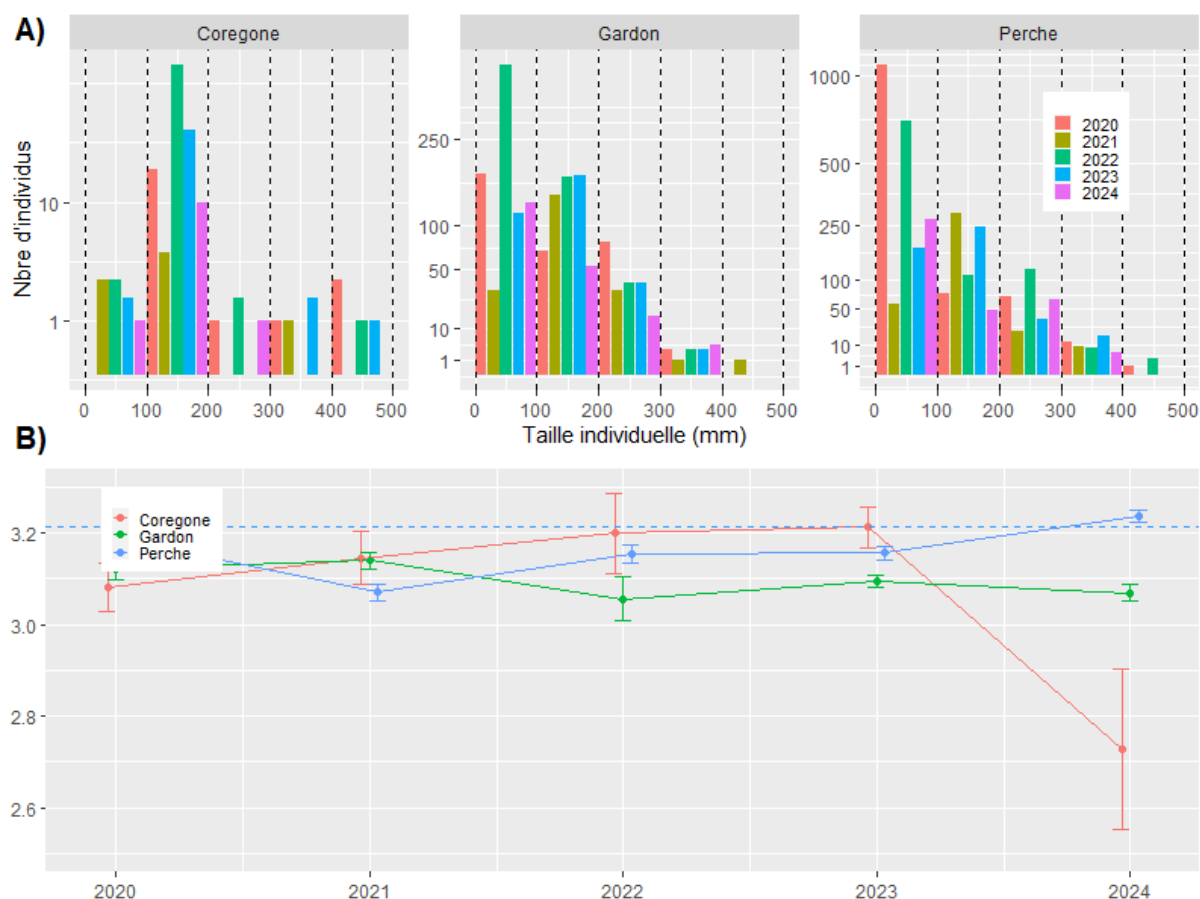 A)
Coregone
Gardon
Perche
Nbre d'individus
10
1
250
100
50
10
1
1000
500
250
100
50
10
1
2020
2021
2022
2023
2024
0 100 200 300 400 500
0 100 200 300 400 500
0 100 200 300 400 500
Taille individuelle (mm)
B)
Coregone
Gardon
Perche
3.2
3.0
2.8
2.6
2020 2021 2022 2023 2024